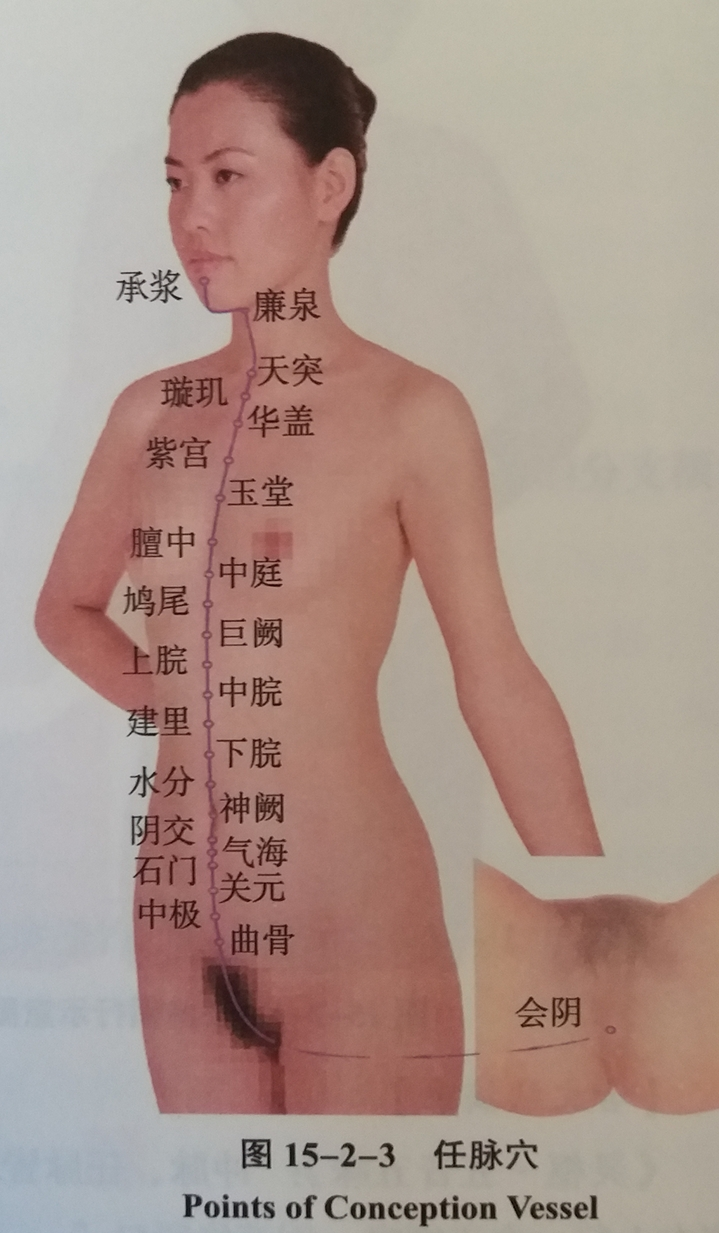 承浆
廉泉
天突
璇玑
华盖
紫宫
玉堂
膻中
中庭
鸠尾
巨阙
上脘
中脘
建里
下脘
水分
神阙
阴交
气海
石门
关元
中极
曲骨
会阴
图 15-2-3 任脉穴
Points of Conception Vessel